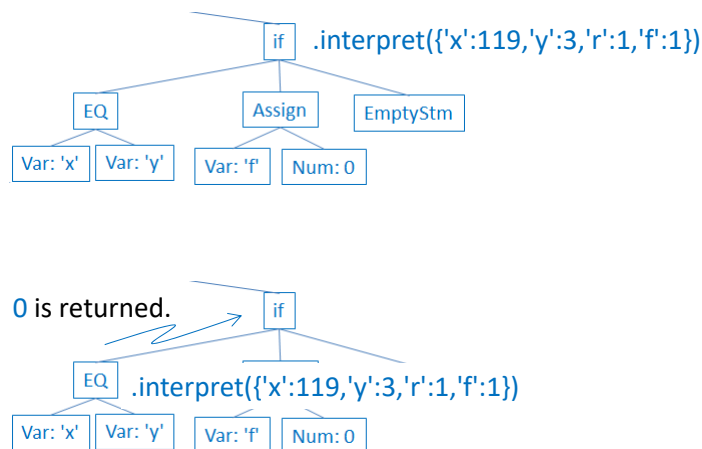 if .interpret({'x':119,'y':3,'r':1,'f':1})
EQ Assign EmptyStm
Var: 'x' Var: 'y' Var: 'f' Num: 0
0 is returned. if
EQ .interpret({'x':119,'y':3,'r':1,'f':1})
Var: 'x' Var: 'y' Var: 'f' Num: 0